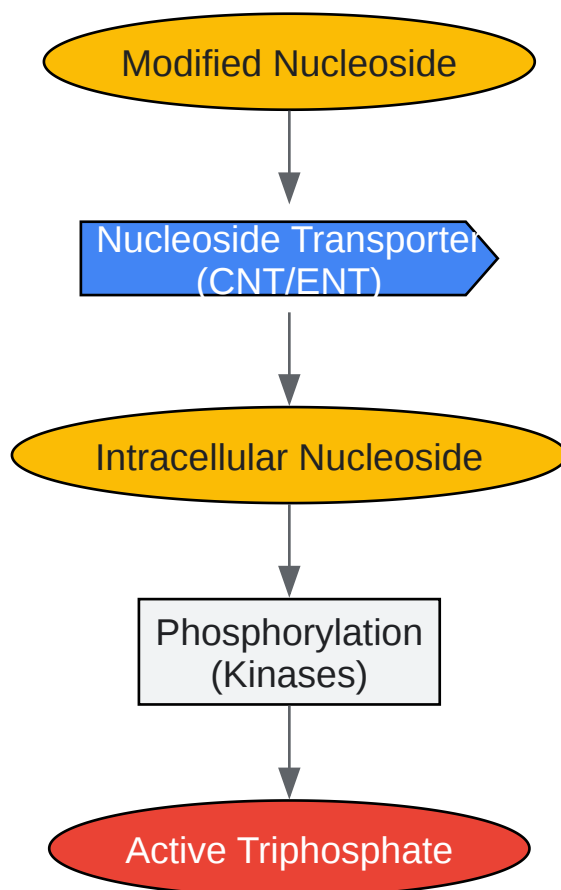 Modified Nucleoside
Nucleoside Transporter
(CNT/ENT)
Intracellular Nucleoside
Phosphorylation
(Kinases)
Active Triphosphate